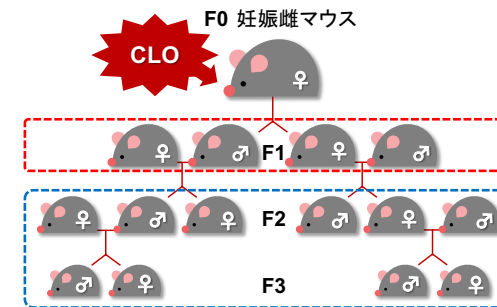 F0 妊娠雌マウス
CLO
♀
♀ ♂ F1 ♀ ♂
♀ ♂ ♀ F2 ♂ ♀ ♂
♂ ♀ F3 ♂ ♀